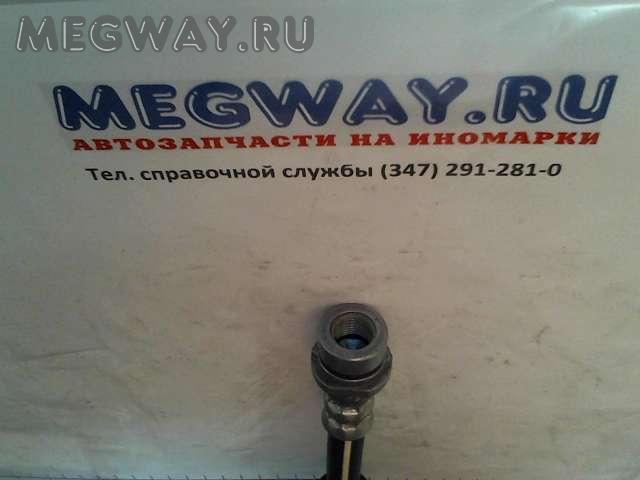 MEGWAY.RU
MEGWAY.RU
АВТОЗАПЧАСТИ НА ИНОМАРКИ
Тел. справочной службы (347) 291-281-0